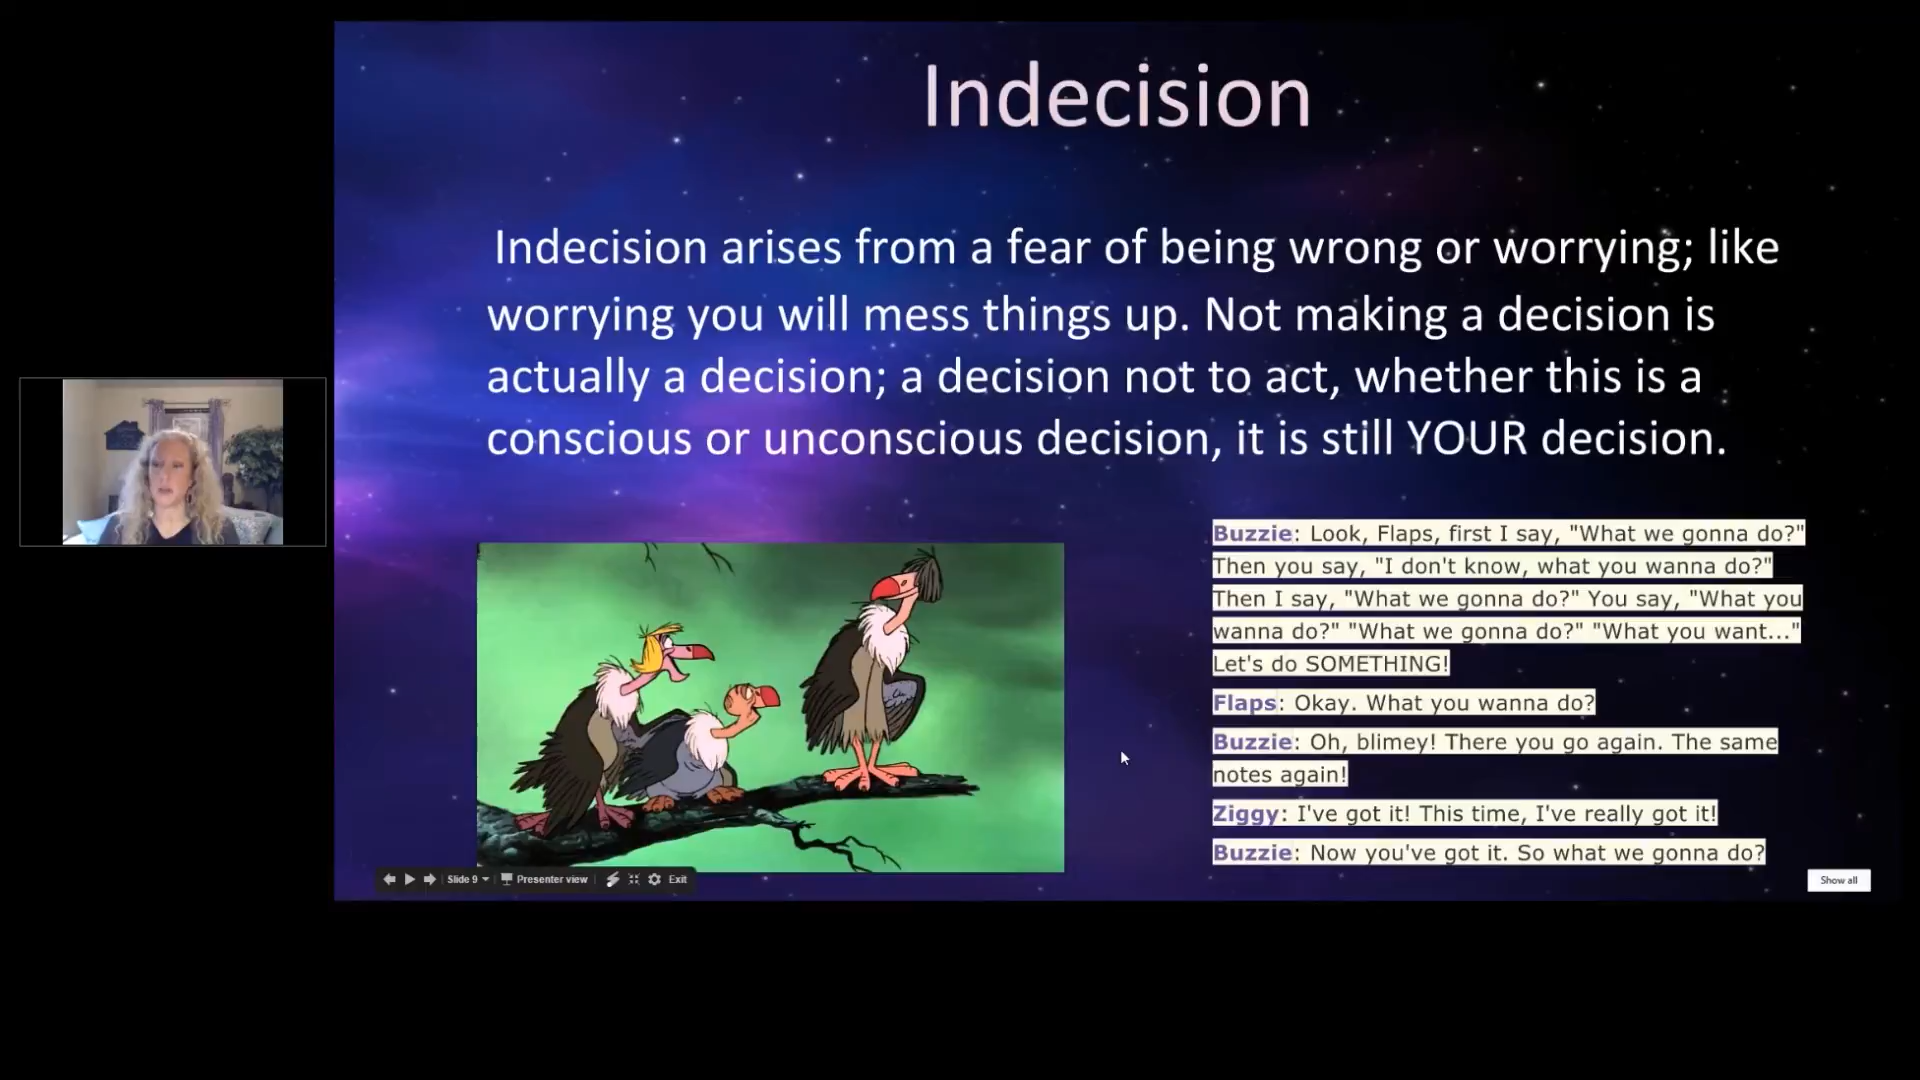 Indecision
Indecision arises from a fear of being wrong or worrying; like
worrying you will mess things up. Not making a decision is
actually a decision; a decision not to act, whether this is a
conscious or unconscious decision, it is still YOUR decision.
Buzzie: Look, Flaps, first I say, "What we gonna do?"
Then you say, "I don't know, what you wanna do?"
Then I say, "What we gonna do?" You say, "What you
wanna do?" "What we gonna do?" "What you want..."
Let's do SOMETHING!
Flaps: Okay. What you wanna do?
Buzzie: Oh, blimey! There you go again. The same
notes again!
Ziggy: I've got it! This time, I've really got it!
Buzzie: Now you've got it. So what we gonna do?
Slide 9
Presenter view
Exit
Show all